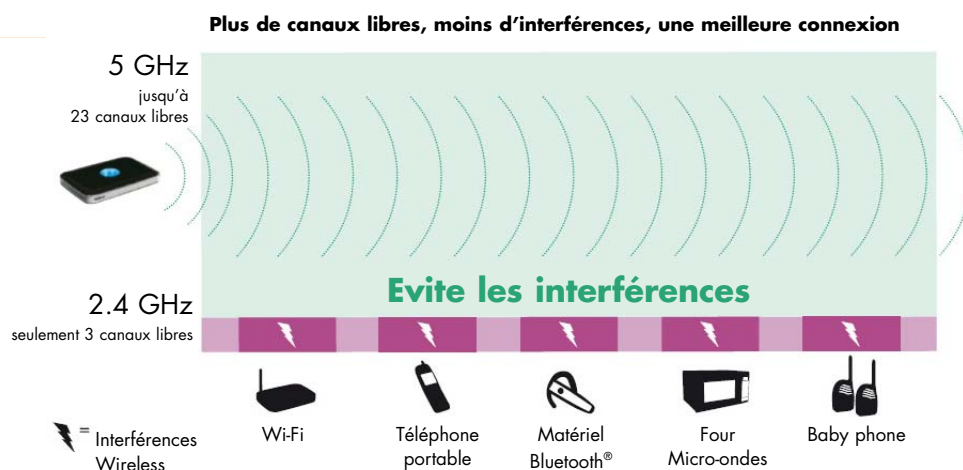 Plus de canaux libres, moins d'interférences, une meilleure connexion
5 GHz
jusqu'à
23 canaux libres
Evite les interférences
2.4 GHz
seulement 3 canaux libres
= Interférences
Wireless
Wi-Fi
Téléphone
portable
Matériel
Bluetooth®
Four
Micro-ondes
Baby phone